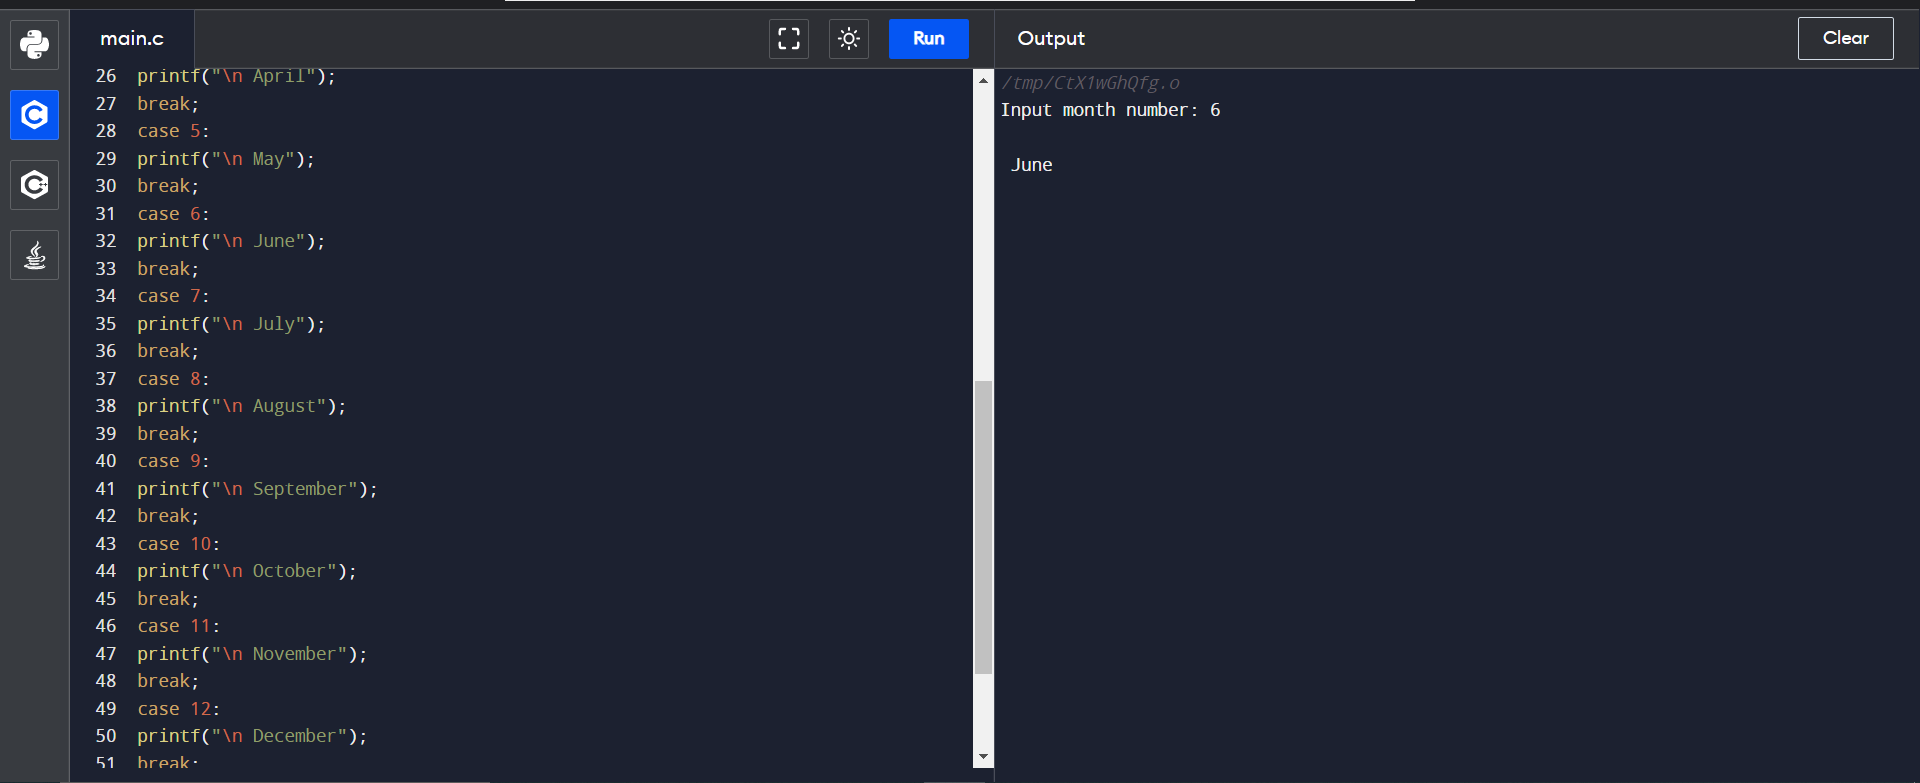 main.c
Run
Output
Clear
26 printf("\n April");
27 break;
28 case 5:
29 printf("\n May");
30 break;
31 case 6:
32 printf("\n June");
33 break;
34 case 7:
35 printf("\n July");
36 break;
37 case 8:
38 printf("\n August");
39 break;
40 case 9:
41 printf("\n September");
42 break;
43 case 10:
44 printf("\n October");
45 break;
46 case 11:
47 printf("\n November");
48 break;
49 case 12:
50 printf("\n December");
51 break;
/tmp/CtX1wGhQfg.o
Input month number: 6
June